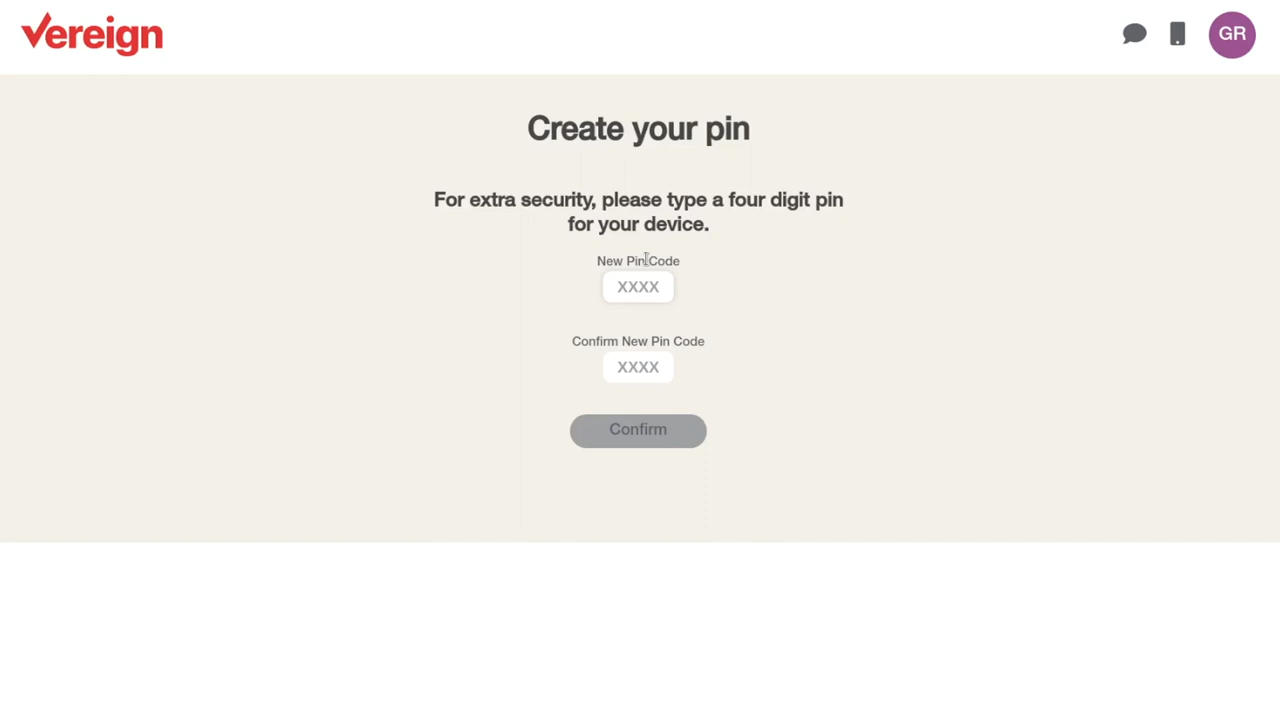 Vereign
GR
Create your pin
For extra security, please type a four digit pin
for your device.
New Pin Code
XXXX
Confirm New Pin Code
XXXX
Confirm